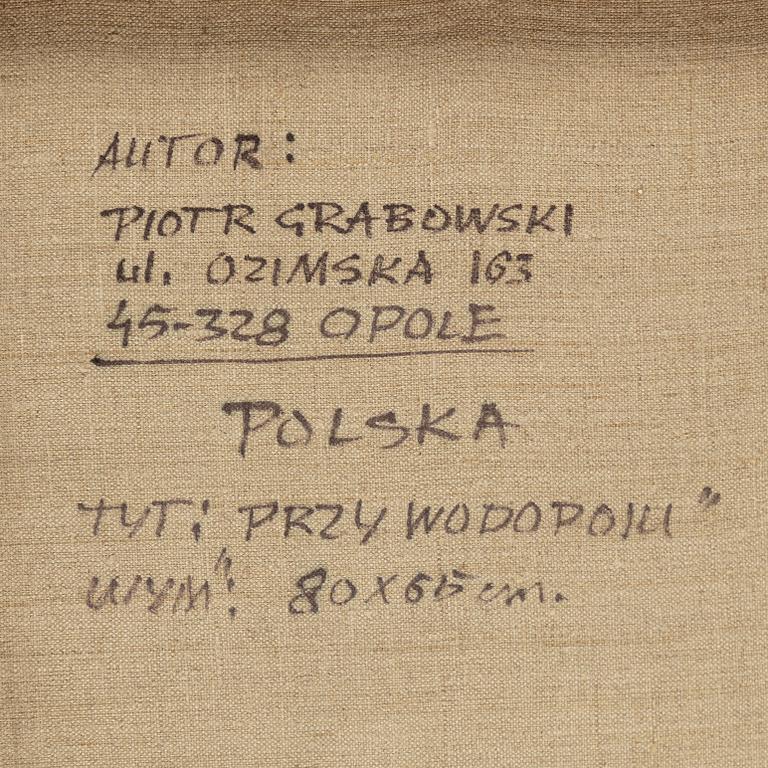 AUTOR:
PIOTR GRABOWSKI
ul. OZIMSKA 163
45-328 OPOLE
POLSKA
TYT: PRZY WODOPOJU"
WYM": 80X65 cm.